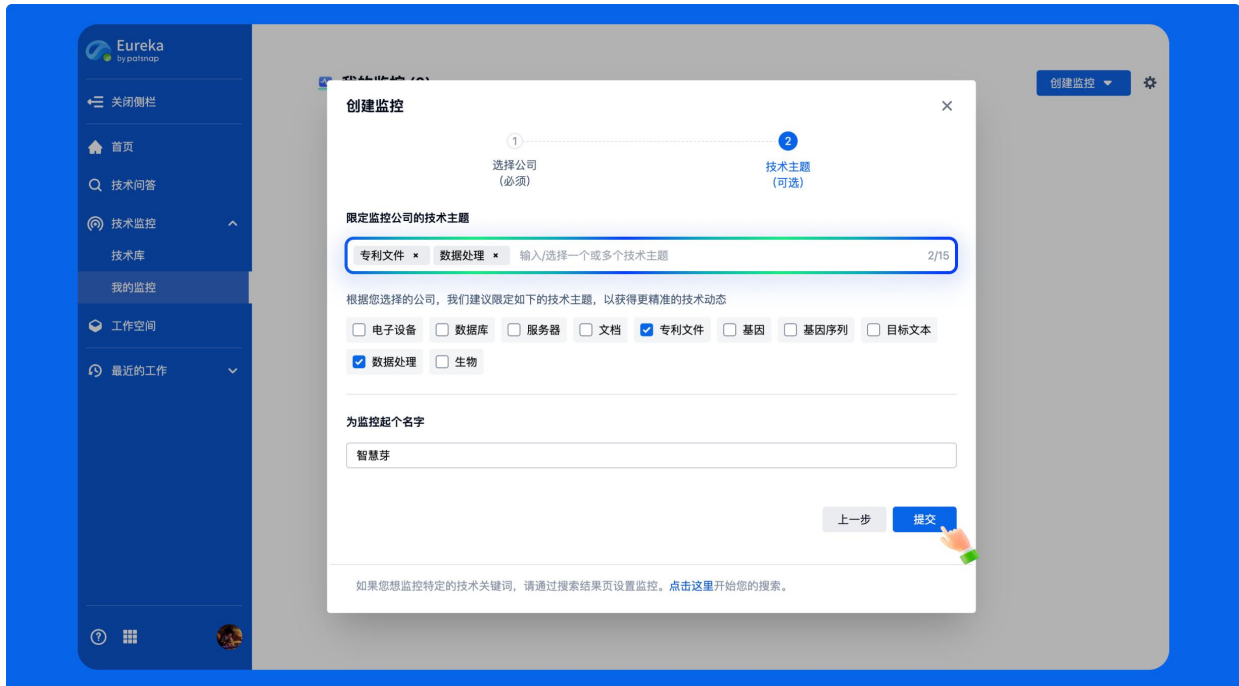 Eureka
by patsnap
关闭侧栏
首页
技术问答
技术监控
技术库
我的监控
工作空间
最近的工作
我的监控 (0)
创建监控
创建监控
1
2
选择公司
(必须)
技术主题
(可选)
限定监控公司的技术主题
专利文件 × 数据处理 × 输入/选择一个或多个技术主题 2/15
根据您选择的公司，我们建议限定如下的技术主题，以获得更精准的技术动态
电子设备 数据库 服务器 文档 专利文件 基因 基因序列 目标文本
数据处理 生物
为监控起个名字
智慧芽
上一步 提交
如果您想监控特定的技术关键词，请通过搜索结果页设置监控。点击这里开始您的搜索。